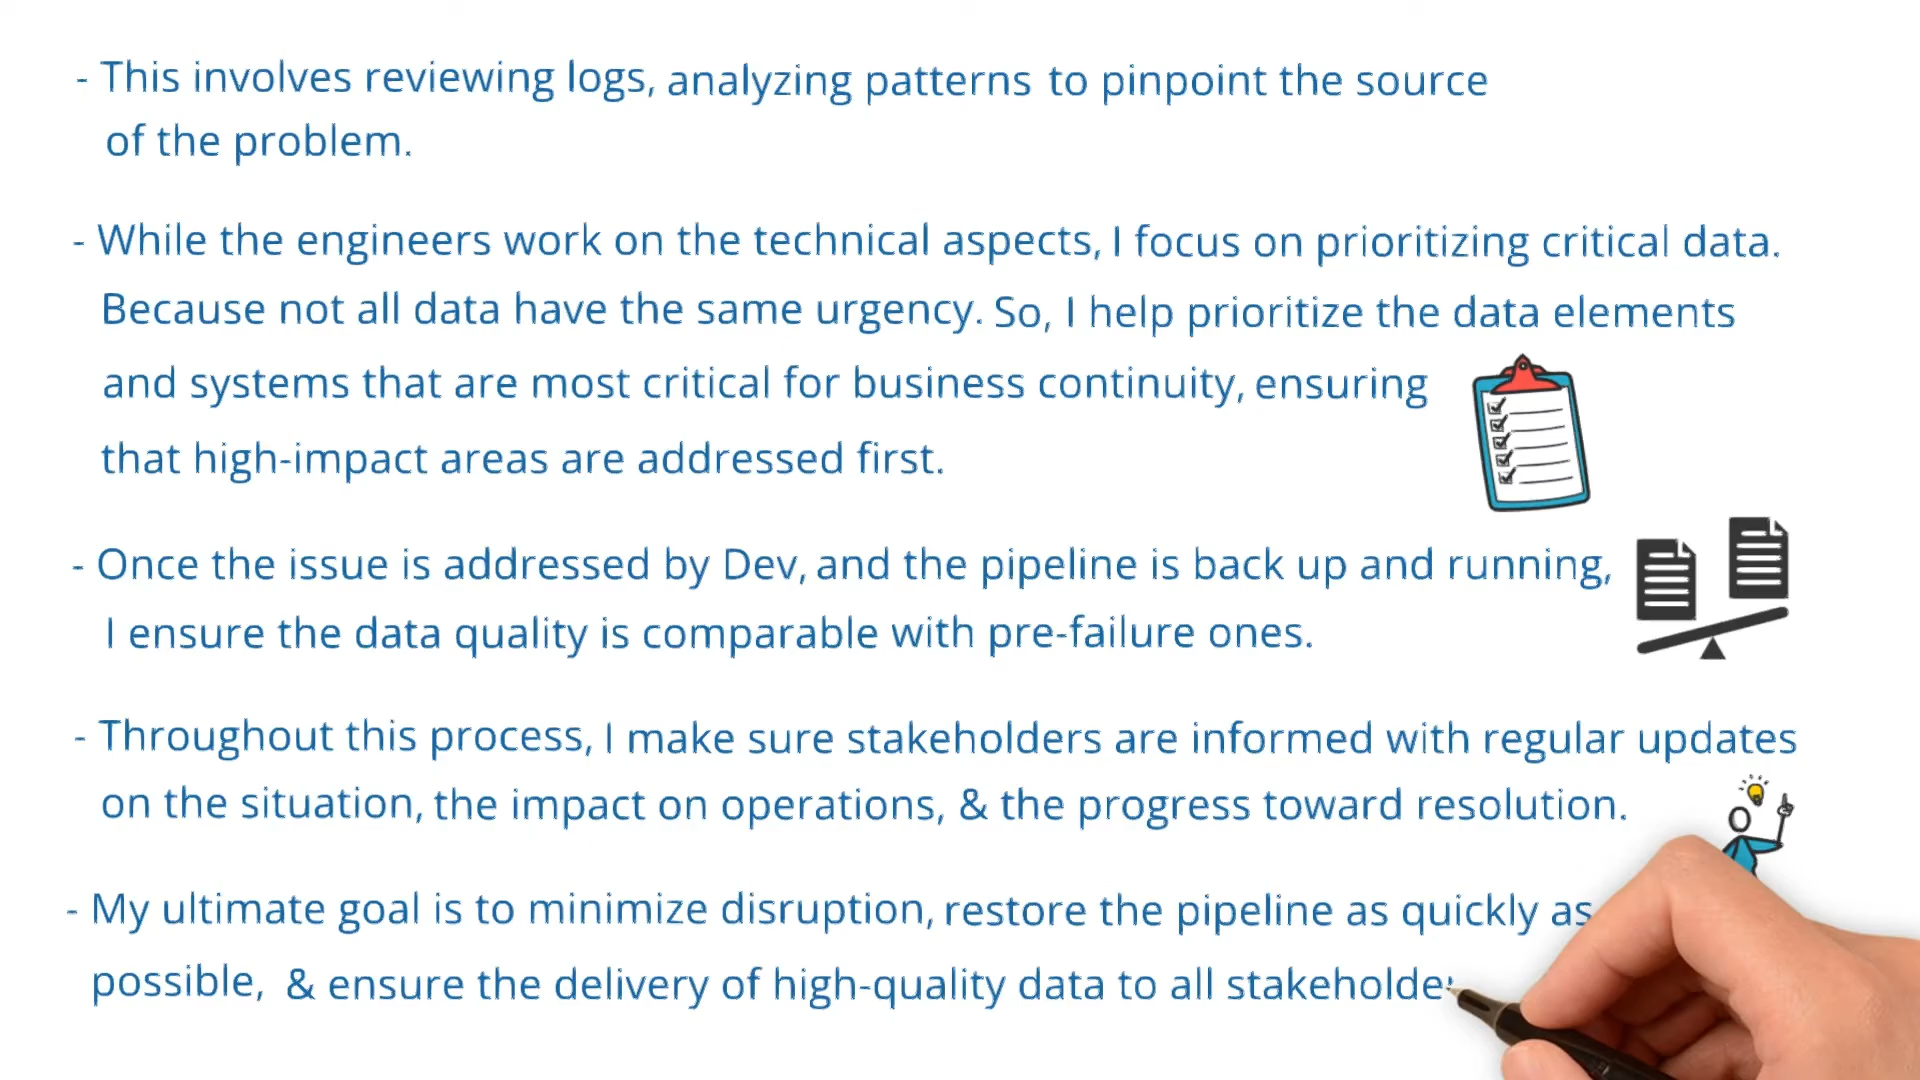 - This involves reviewing logs, analyzing patterns to pinpoint the source
of the problem.
- While the engineers work on the technical aspects, I focus on prioritizing critical data.
Because not all data have the same urgency. So, I help prioritize the data elements
and systems that are most critical for business continuity, ensuring
that high-impact areas are addressed first.
- Once the issue is addressed by Dev, and the pipeline is back up and running,
I ensure the data quality is comparable with pre-failure ones.
- Throughout this process, I make sure stakeholders are informed with regular updates
on the situation, the impact on operations, & the progress toward resolution.
- My ultimate goal is to minimize disruption, restore the pipeline as quickly as
possible, & ensure the delivery of high-quality data to all stakeholde